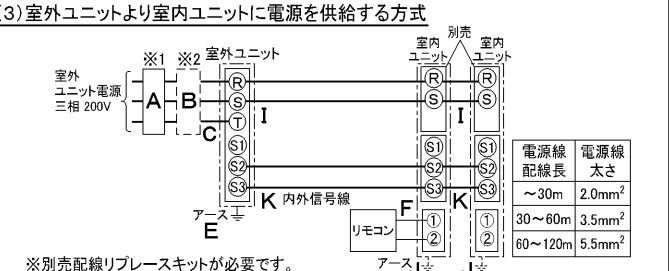 (3)室外ユニットより室内ユニットに電源を供給する方式
※1 ※2 室外ユニット
別売
室内ユニット
室内ユニット
室外
ユニット電源
三相 200V
A
B
C
R
S
T
S1
S2
S3
I
K 内外信号線
アース
E
R
S
S1
S2
S3
F
リモコン
①
②
アース
I
K
R
S
S1
S2
S3
①
②
電源線配線長 電源線太さ
~30m 2.0mm²
30~60m 3.5mm²
60~120m 5.5mm²
※別売配線リプレースキットが必要です。